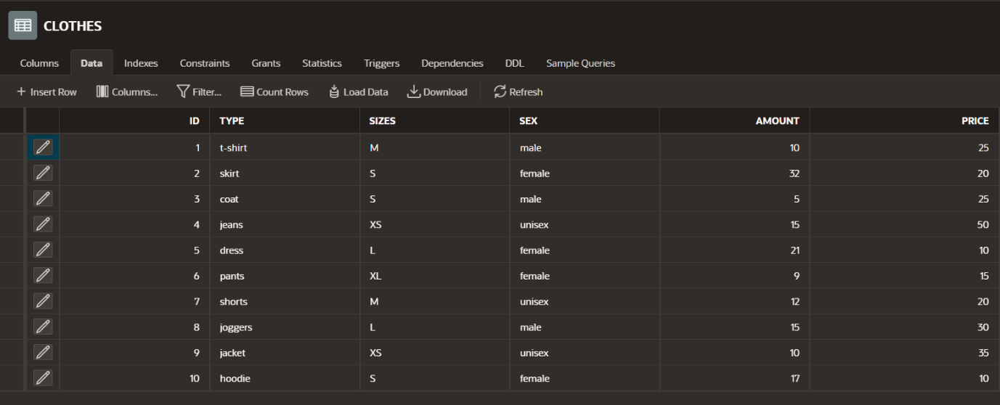 CLOTHES
Columns Data Indexes Constraints Grants Statistics Triggers Dependencies DDL Sample Queries
+ Insert Row Columns... Filter... Count Rows Load Data Download Refresh
ID TYPE SIZES SEX AMOUNT PRICE
1 t-shirt M male 10 25
2 skirt S female 32 20
3 coat S male 5 25
4 jeans XS unisex 15 50
5 dress L female 21 10
6 pants XL female 9 15
7 shorts M unisex 12 20
8 joggers L male 15 30
9 jacket XS unisex 10 35
10 hoodie S female 17 10